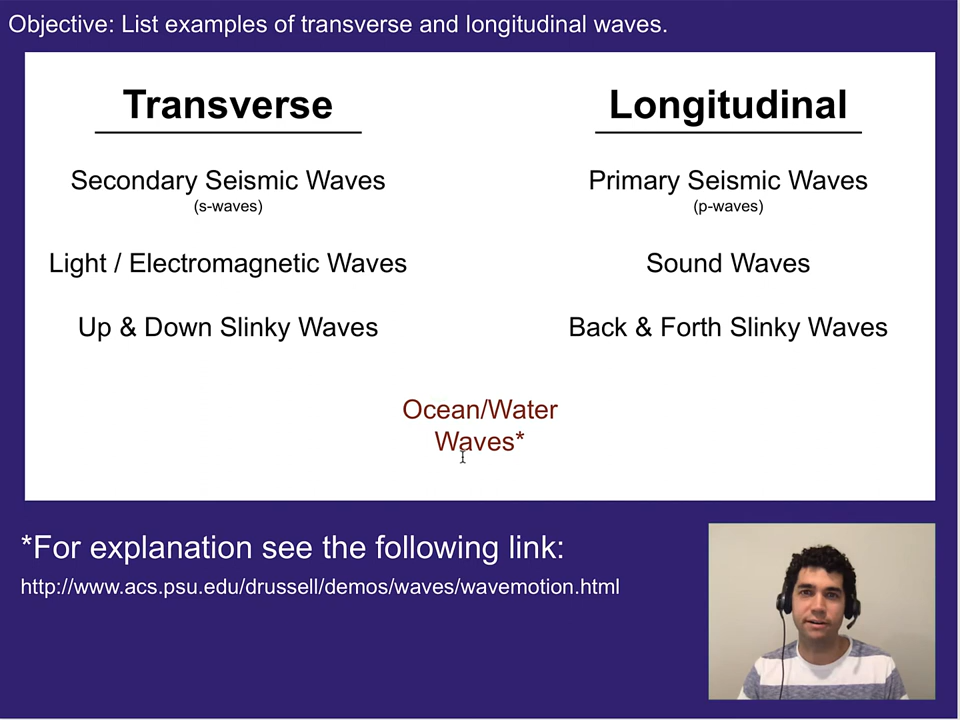 Objective: List examples of transverse and longitudinal waves.
Transverse
Longitudinal
Secondary Seismic Waves
(s-waves)
Primary Seismic Waves
(p-waves)
Light / Electromagnetic Waves
Sound Waves
Up & Down Slinky Waves
Back & Forth Slinky Waves
Ocean/Water
Waves*
*For explanation see the following link:
http://www.acs.psu.edu/drussell/demos/waves/wavemotion.html